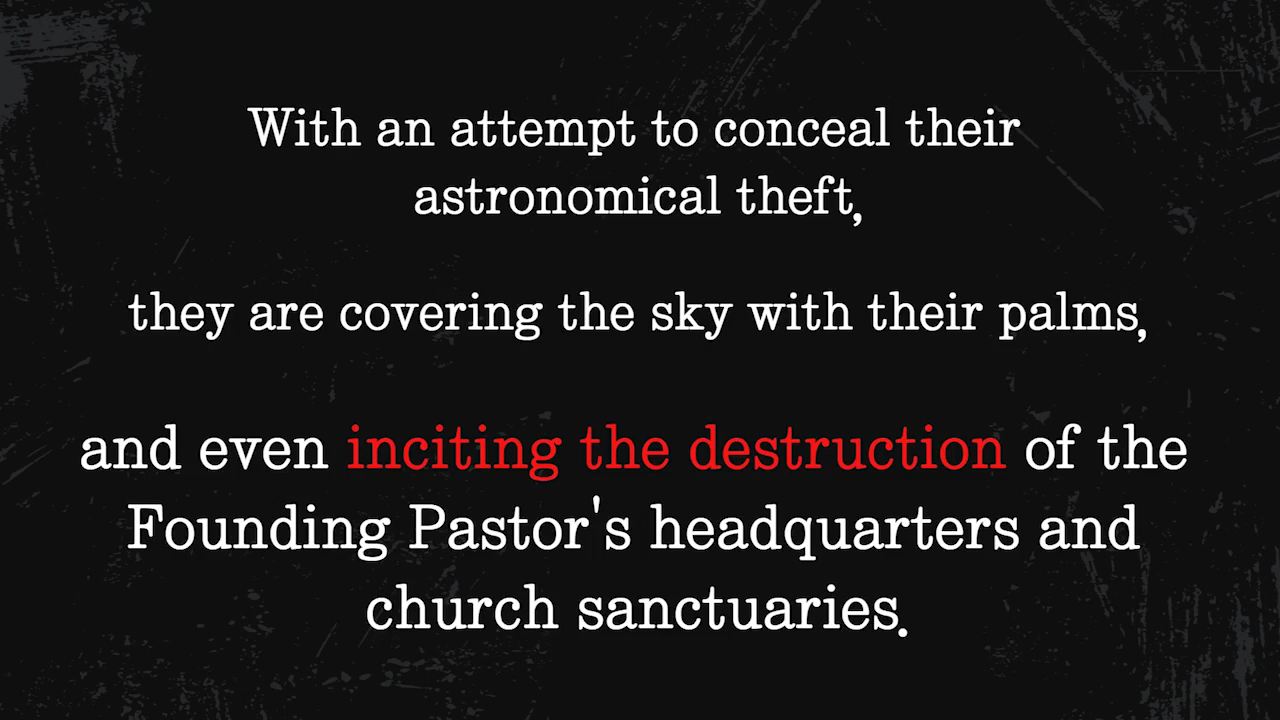 With an attempt to conceal their
astronomical theft,
they are covering the sky with their palms,
and even inciting the destruction of the
Founding Pastor's headquarters and
church sanctuaries.